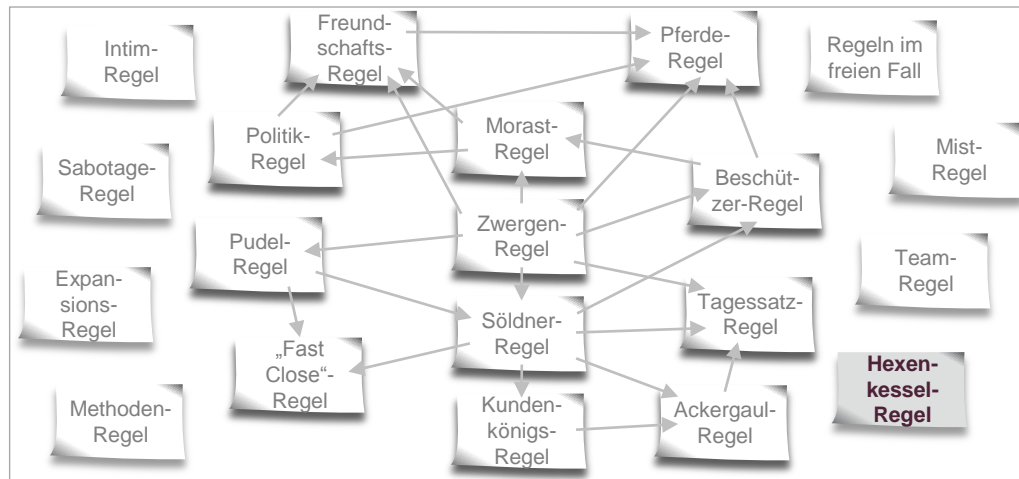 Intim-
Regel
Freund-
schafts-
Regel
Pferde-
Regel
Regeln im
freien Fall
Politik-
Regel
Morast-
Regel
Sabotage-
Regel
Beschüt-
zer-Regel
Mist-
Regel
Pudel-
Regel
Zwergen-
Regel
Team-
Regel
Expan-
sions-
Regel
Söldner-
Regel
Tagessatz-
Regel
„Fast
Close“-
Regel
Hexen-
kessel-
Regel
Methoden-
Regel
Kunden-
königs-
Regel
Ackergaul-
Regel